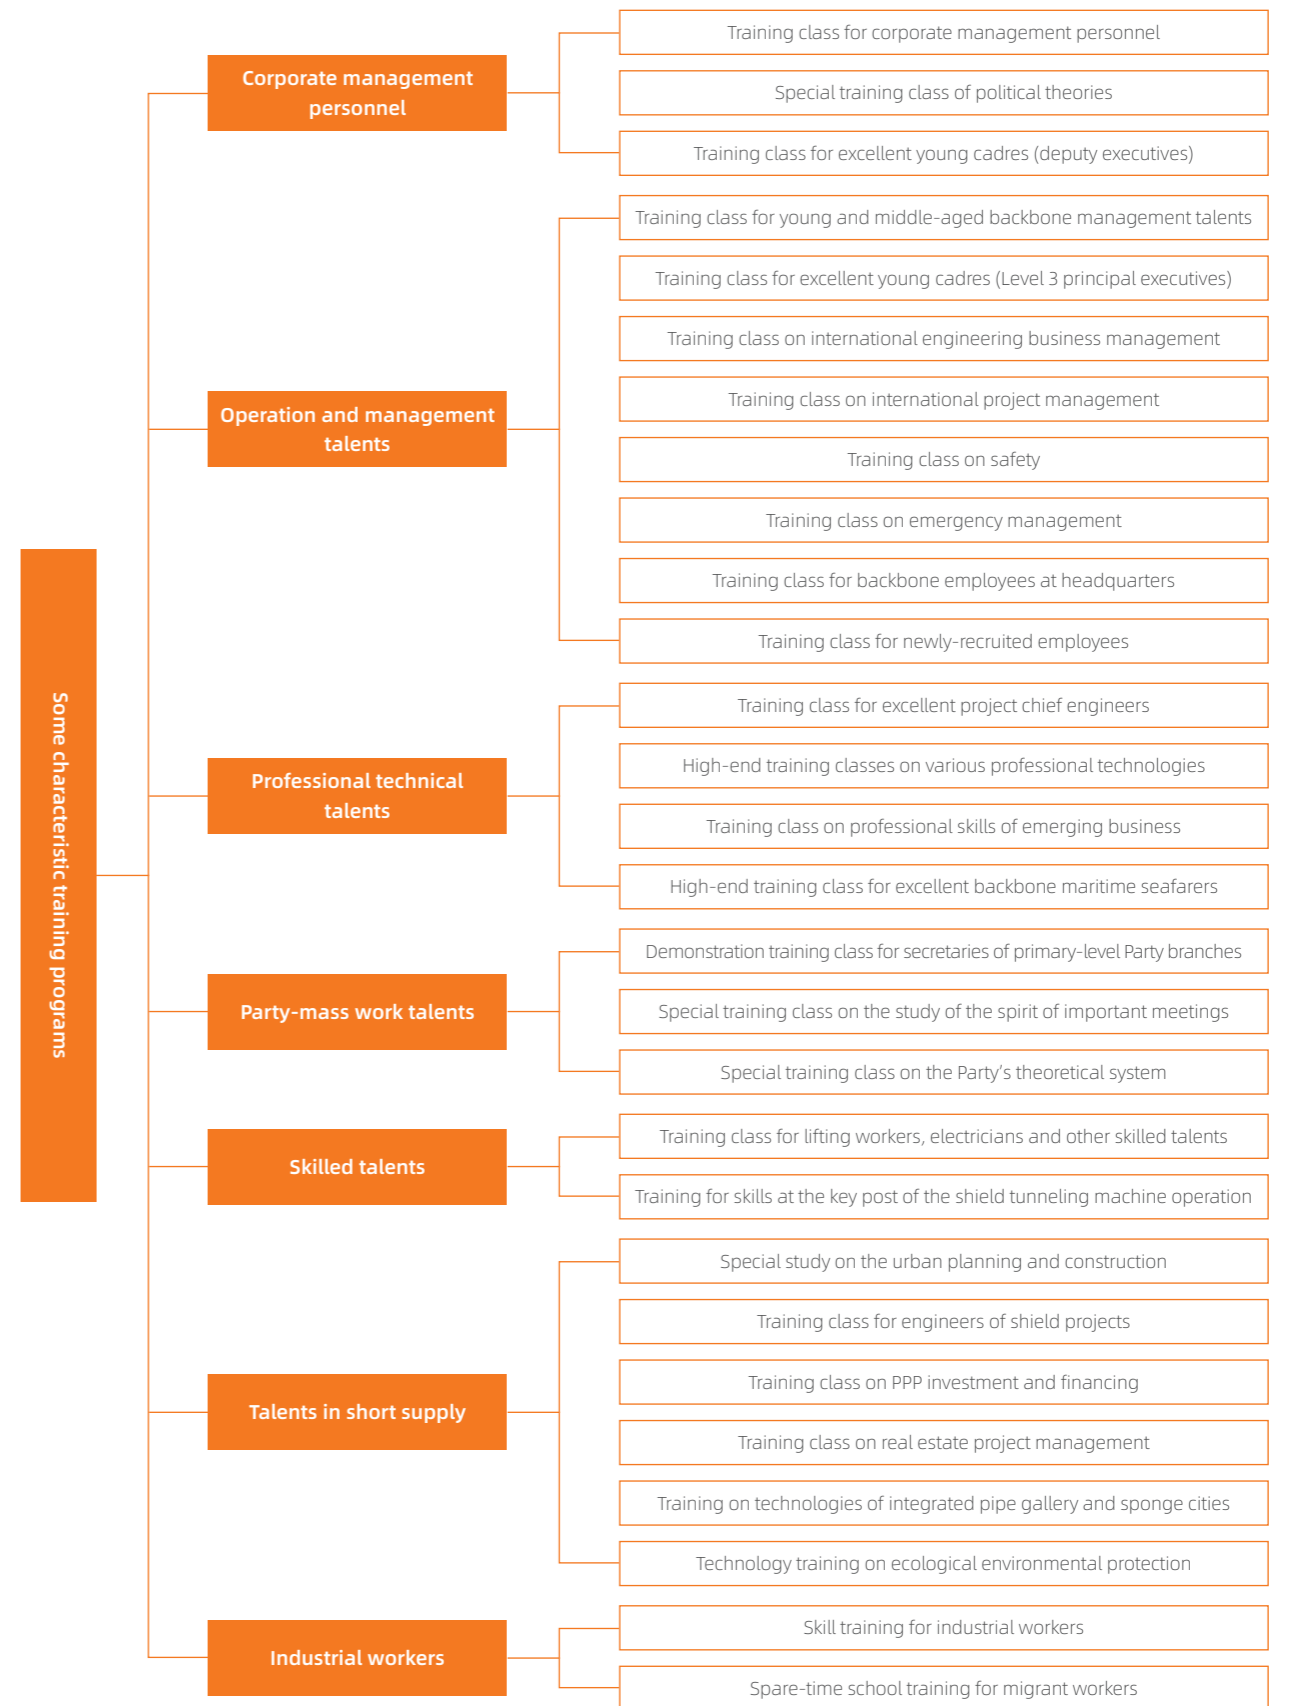 Some characteristic training programs
Corporate management
personnel
Training class for corporate management personnel
Special training class of political theories
Training class for excellent young cadres (deputy executives)
Operation and management
talents
Training class for young and middle-aged backbone management talents
Training class for excellent young cadres (Level 3 principal executives)
Training class on international engineering business management
Training class on international project management
Training class on safety
Training class on emergency management
Training class for backbone employees at headquarters
Training class for newly-recruited employees
Professional technical
talents
Training class for excellent project chief engineers
High-end training classes on various professional technologies
Training class on professional skills of emerging business
High-end training class for excellent backbone maritime seafarers
Party-mass work talents
Demonstration training class for secretaries of primary-level Party branches
Special training class on the study of the spirit of important meetings
Special training class on the Party’s theoretical system
Skilled talents
Training class for lifting workers, electricians and other skilled talents
Training for skills at the key post of the shield tunneling machine operation
Talents in short supply
Special study on the urban planning and construction
Training class for engineers of shield projects
Training class on PPP investment and financing
Training class on real estate project management
Training on technologies of integrated pipe gallery and sponge cities
Technology training on ecological environmental protection
Industrial workers
Skill training for industrial workers
Spare-time school training for migrant workers